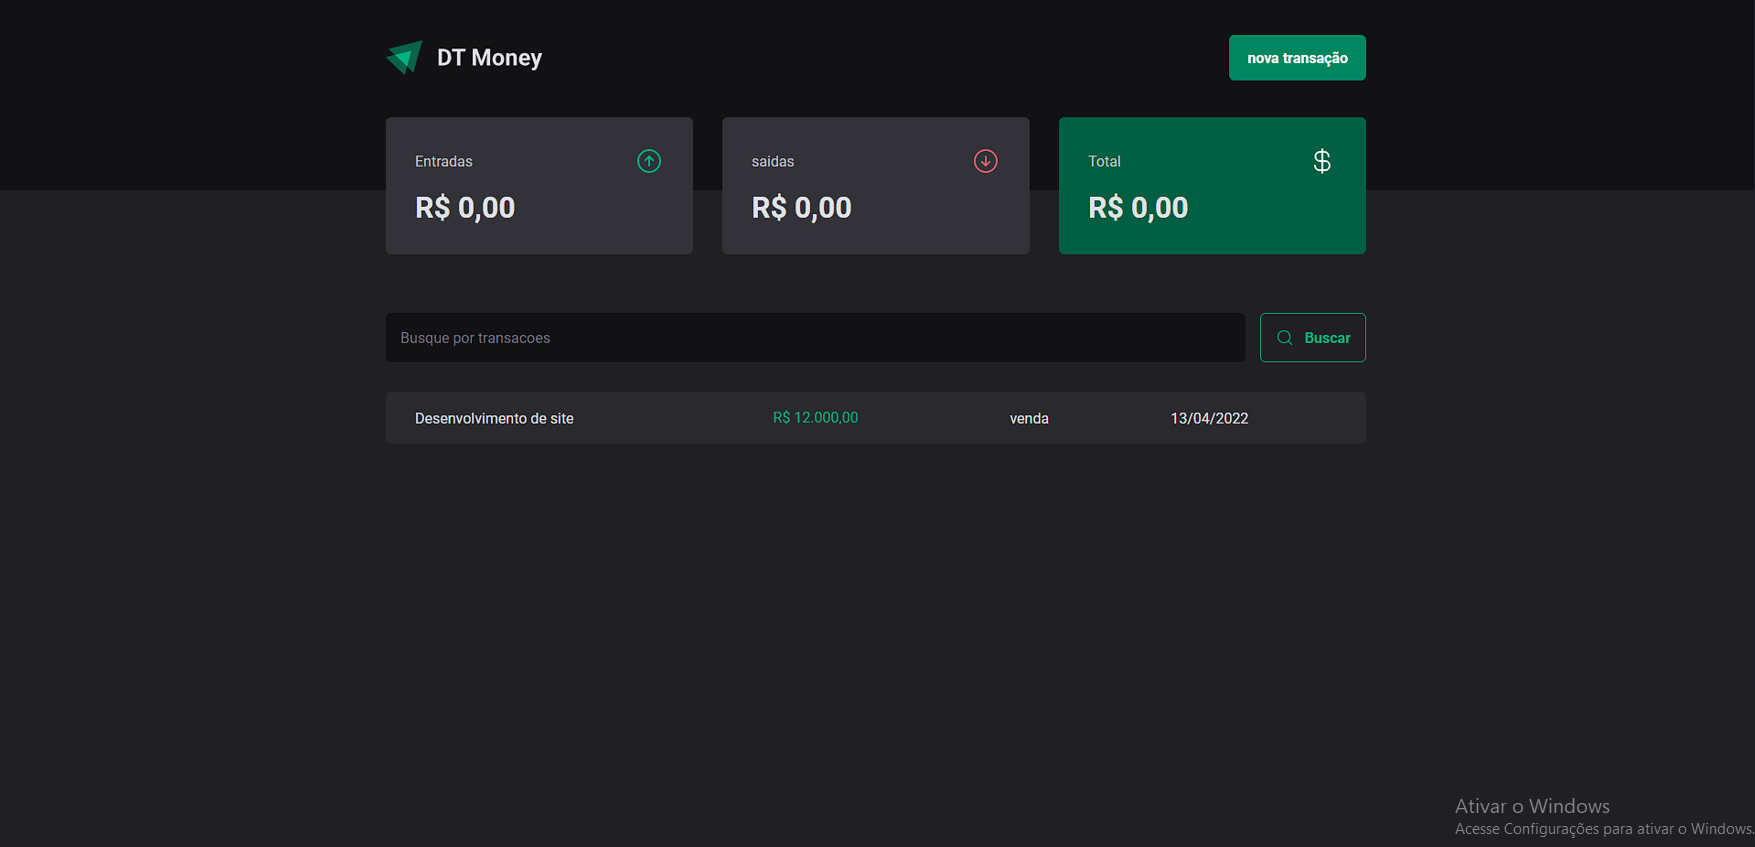 DT Money
nova transação
Entradas
R$ 0,00
saidas
R$ 0,00
Total
R$ 0,00
Busque por transacoes
Buscar
Desenvolvimento de site R$ 12.000,00 venda 13/04/2022
Ativar o Windows
Acesse Configurações para ativar o Windows.